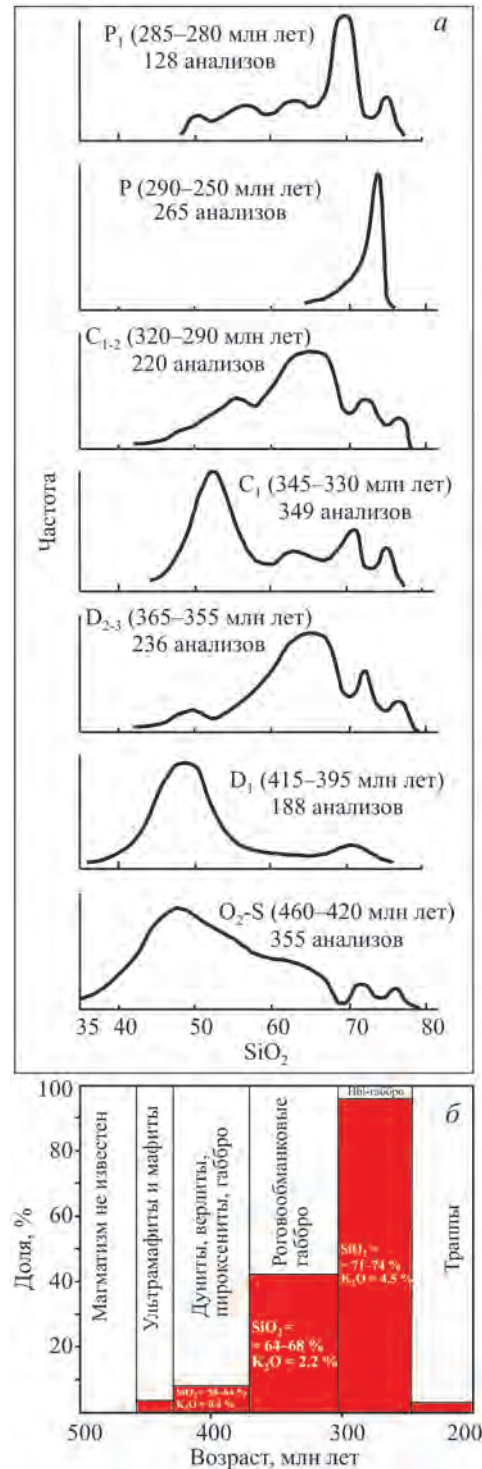 а
P₁ (285–280 млн лет)
128 анализов
P (290–250 млн лет)
265 анализов
C₁₋₂ (320–290 млн лет)
220 анализов
C₁ (345–330 млн лет)
349 анализов
D₂₋₃ (365–355 млн лет)
236 анализов
D₁ (415–395 млн лет)
188 анализов
O₂-S (460–420 млн лет)
355 анализов
Частота
35 40 50 60 70 80
SiO₂
б
100
80
60
40
20
Доля, %
Магматизм не известен
Ультрамафиты и мафиты
Дуниты, верлиты,
пироксениты, габбро
Роговообманковые
габбро
Hbl-габбро
Траппы
SiO₂ =
= 64–68 %
K₂O = 2.2 %
SiO₂ =
= 71–74 %
K₂O = 4.5 %
500 400 300 200
Возраст, млн лет